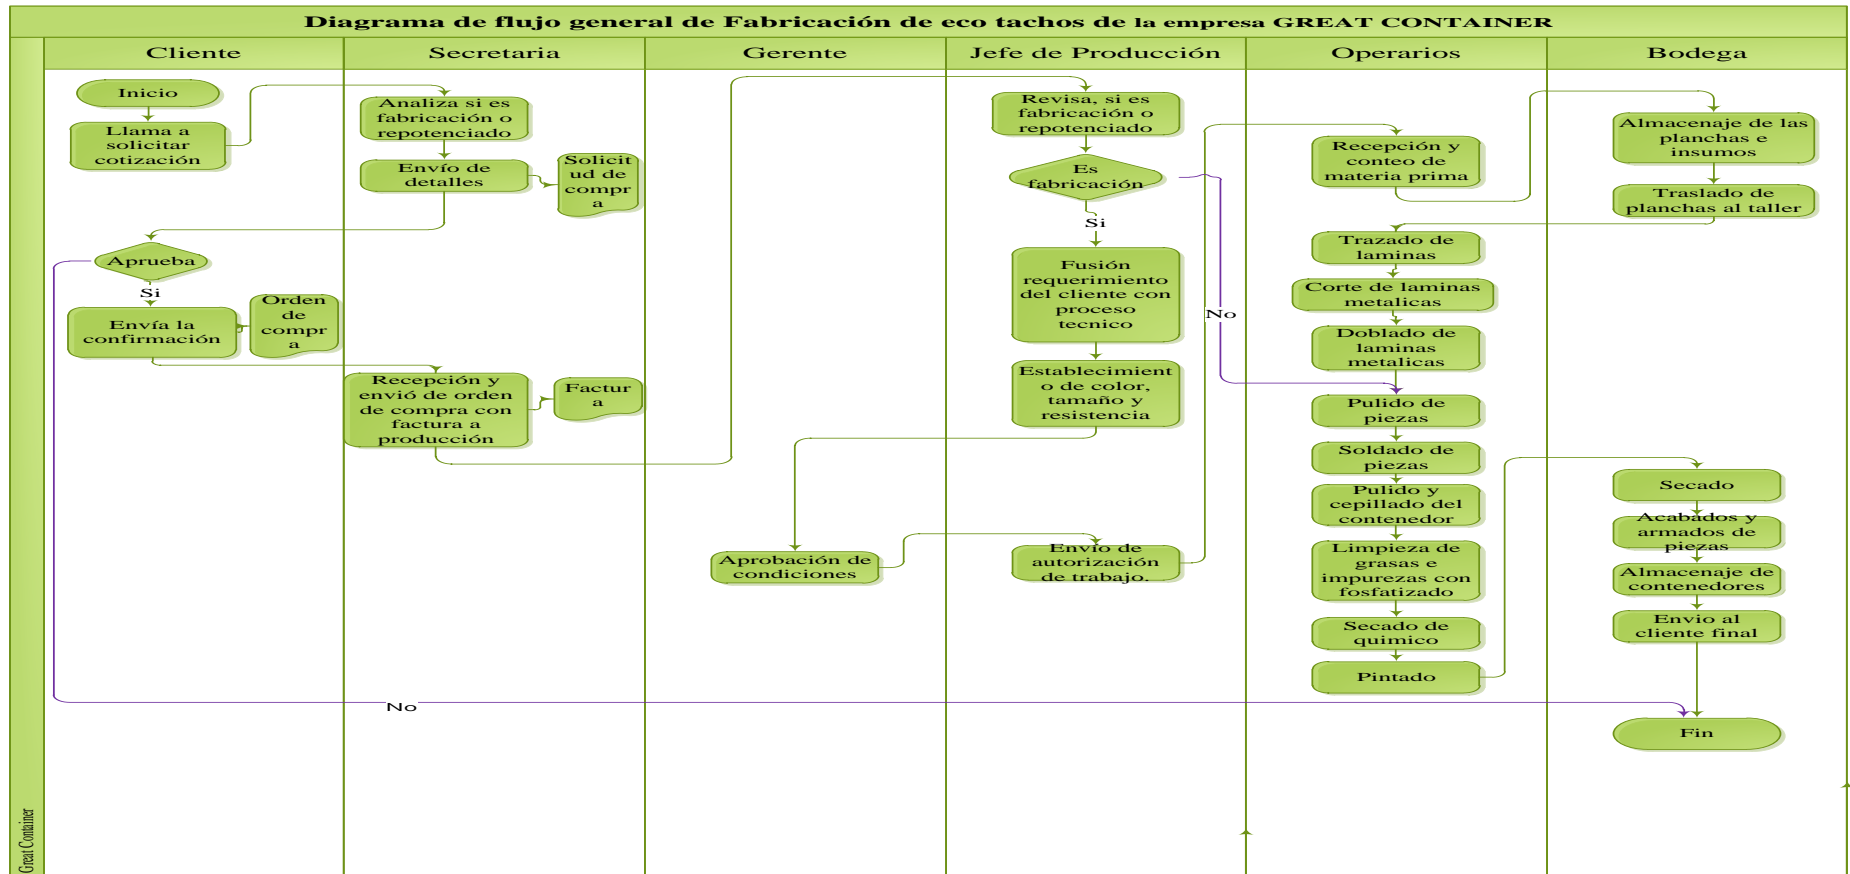 Diagrama de flujo general de Fabricación de eco tachos de la empresa GREAT CONTAINER
Great Container
Cliente
Secretaria
Gerente
Jefe de Producción
Operarios
Bodega
Inicio
Llama a
solicitar
cotización
Aprueba
Si
Envía la
confirmación
Orden
de
compr
a
Analiza si es
fabricación o
repotenciado
Envío de
detalles
Solicit
ud de
compr
a
Recepción y
envió de orden
de compra con
factura a
producción
Factur
a
No
Aprobación de
condiciones
Revisa, si es
fabricación o
repotenciado
Es
fabricación
Si
Fusión
requerimiento
del cliente con
proceso
tecnico
Establecimient
o de color,
tamaño y
resistencia
Envío de
autorización
de trabajo.
No
Recepción y
conteo de
materia prima
Trazado de
laminas
Corte de laminas
metalicas
Doblado de
laminas
metalicas
Pulido de
piezas
Soldado de
piezas
Pulido y
cepillado del
contenedor
Limpieza de
grasas e
impurezas con
fosfatizado
Secado de
quimico
Pintado
Almacenaje de las
planchas e
insumos
Traslado de
planchas al taller
Secado
Acabados y
armados de
piezas
Almacenaje de
contenedores
Envio al
cliente final
Fin